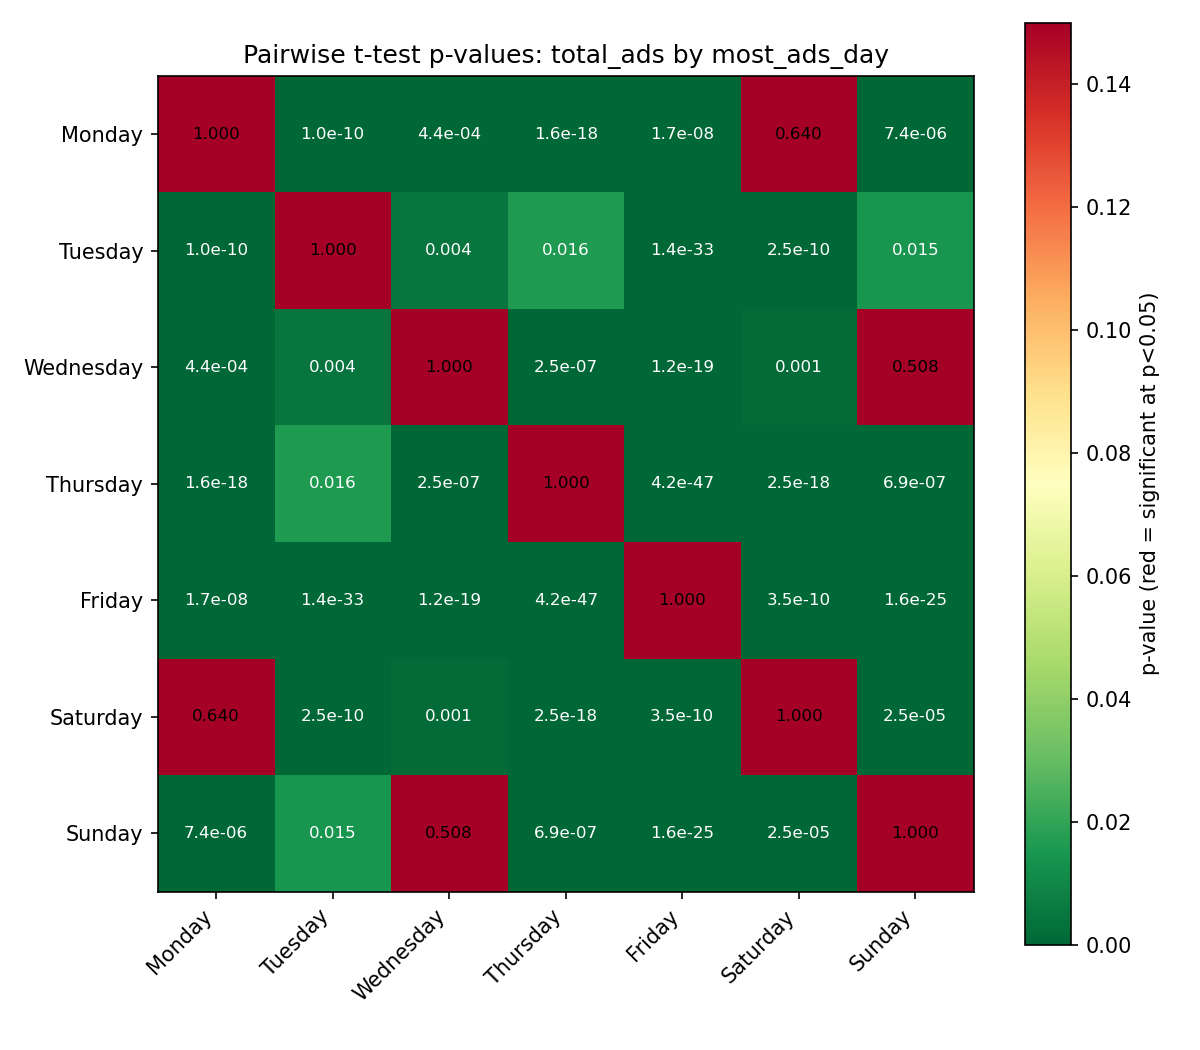 Pairwise t-test p-values: total_ads by most_ads_day
Monday 1.000 1.0e-10 4.4e-04 1.6e-18 1.7e-08 0.640 7.4e-06
Tuesday 1.0e-10 1.000 0.004 0.016 1.4e-33 2.5e-10 0.015
Wednesday 4.4e-04 0.004 1.000 2.5e-07 1.2e-19 0.001 0.508
Thursday 1.6e-18 0.016 2.5e-07 1.000 4.2e-47 2.5e-18 6.9e-07
Friday 1.7e-08 1.4e-33 1.2e-19 4.2e-47 1.000 3.5e-10 1.6e-25
Saturday 0.640 2.5e-10 0.001 2.5e-18 3.5e-10 1.000 2.5e-05
Sunday 7.4e-06 0.015 0.508 6.9e-07 1.6e-25 2.5e-05 1.000
Monday Tuesday Wednesday Thursday Friday Saturday Sunday
0.14
0.12
0.10
0.08
0.06
0.04
0.02
0.00
p-value (red = significant at p<0.05)